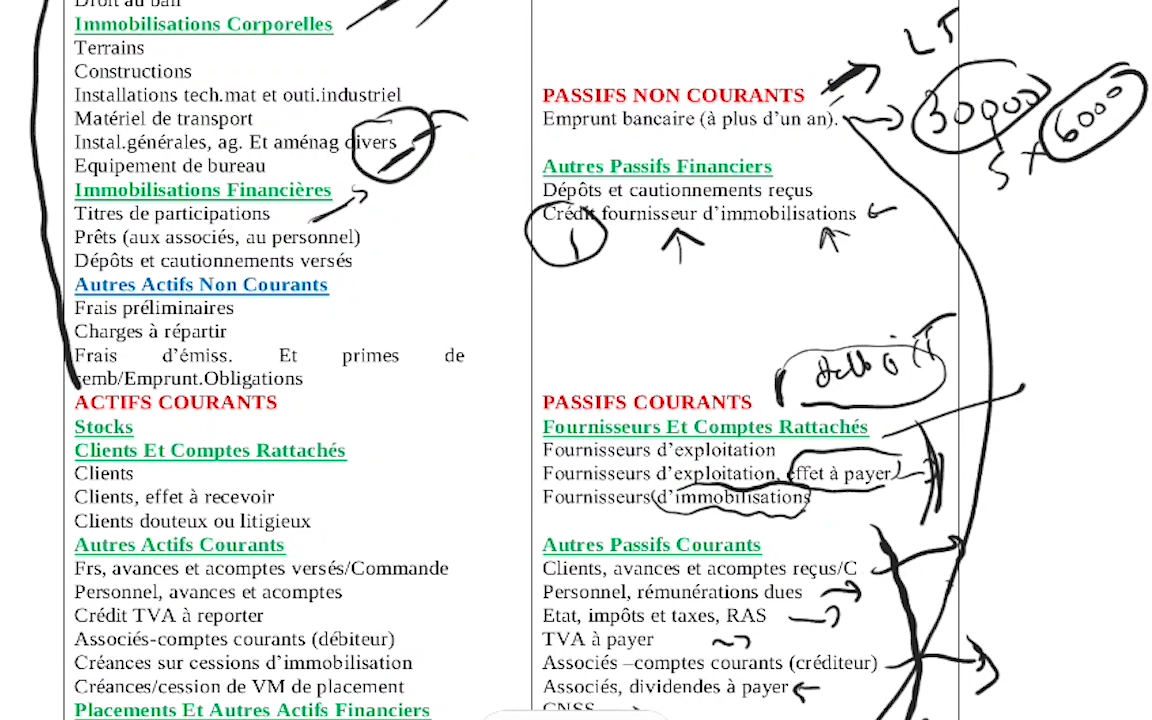 Droit au bail
Immobilisations Corporelles
Terrains
Constructions
Installations tech.mat et outi.industriel
Matériel de transport
Instal.générales, ag. Et aménag divers
Equipement de bureau
Immobilisations Financières
Titres de participations
Prêts (aux associés, au personnel)
Dépôts et cautionnements versés
Autres Actifs Non Courants
Frais préliminaires
Charges à répartir
Frais d'émiss. Et primes de
remb/Emprunt.Obligations
ACTIFS COURANTS
Stocks
Clients Et Comptes Rattachés
Clients
Clients, effet à recevoir
Clients douteux ou litigieux
Autres Actifs Courants
Frs, avances et acomptes versés/Commande
Personnel, avances et acomptes
Crédit TVA à reporter
Associés-comptes courants (débiteur)
Créances sur cessions d'immobilisation
Créances/cession de VM de placement
Placements Et Autres Actifs Financiers
LT
PASSIFS NON COURANTS
Emprunt bancaire (à plus d'un an).
30000
6000
5 x
Autres Passifs Financiers
Dépôts et cautionnements reçus
Crédit fournisseur d'immobilisations
1
PASSIFS COURANTS
Fournisseurs Et Comptes Rattachés
Fournisseurs d'exploitation
Fournisseurs d'exploitation, effet à payer
Fournisseurs d'immobilisations
Autres Passifs Courants
Clients, avances et acomptes reçus/C
Personnel, rémunérations dues
Etat, impôts et taxes, RAS
TVA à payer
Associés –comptes courants (créditeur)
Associés, dividendes à payer
CNSS